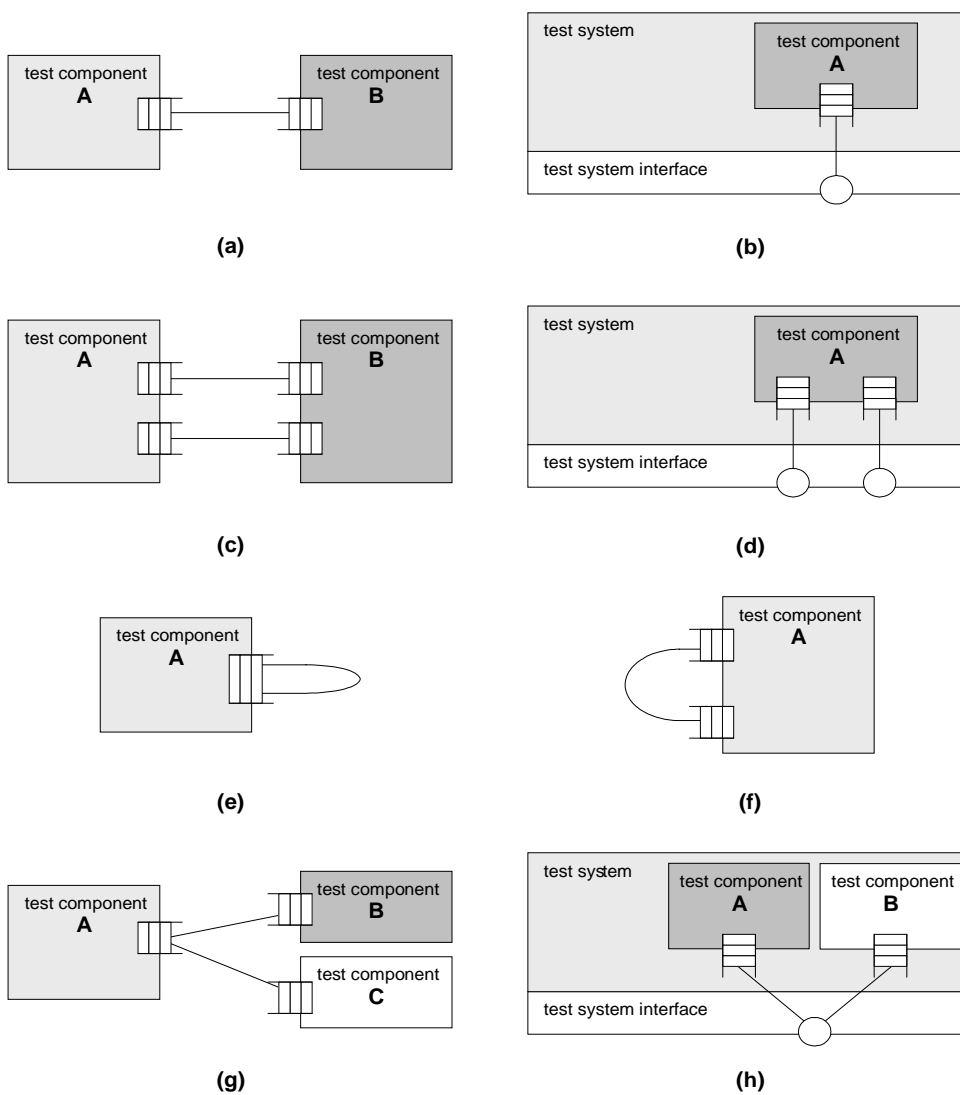 test component
A
test component
B
(a)
test system
test component
A
test system interface
(b)
test component
A
test component
B
(c)
test system
test component
A
test system interface
(d)
test component
A
(e)
test component
A
(f)
test component
A
test component
B
test component
C
(g)
test system
test component
A
test component
B
test system interface
(h)